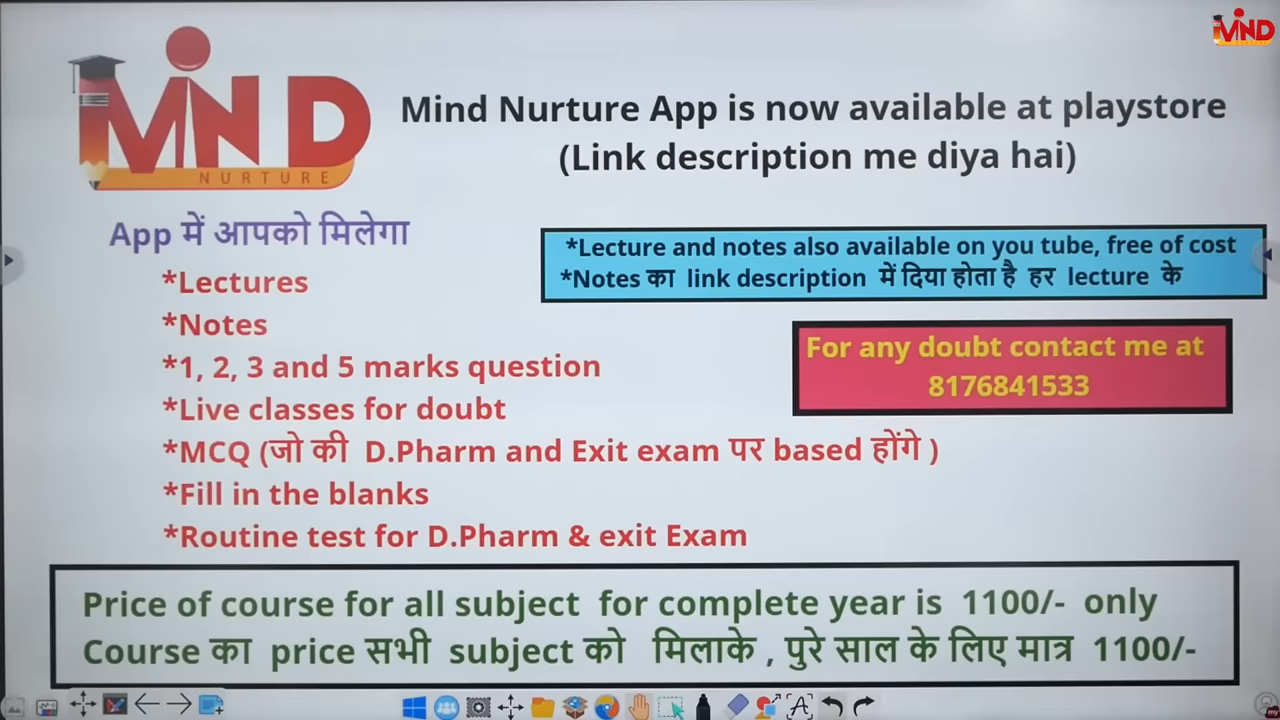 MIND
NURTURE
MIND
NURTURE
Mind Nurture App is now available at playstore
(Link description me diya hai)
App में आपको मिलेगा
*Lectures
*Notes
*1, 2, 3 and 5 marks question
*Live classes for doubt
*MCQ (जो की D.Pharm and Exit exam पर based होंगे )
*Fill in the blanks
*Routine test for D.Pharm & exit Exam
*Lecture and notes also available on you tube, free of cost
*Notes का link description में दिया होता है हर lecture के
For any doubt contact me at
8176841533
Price of course for all subject for complete year is 1100/- only
Course का price सभी subject को मिलाके , पुरे साल के लिए मात्र 1100/-